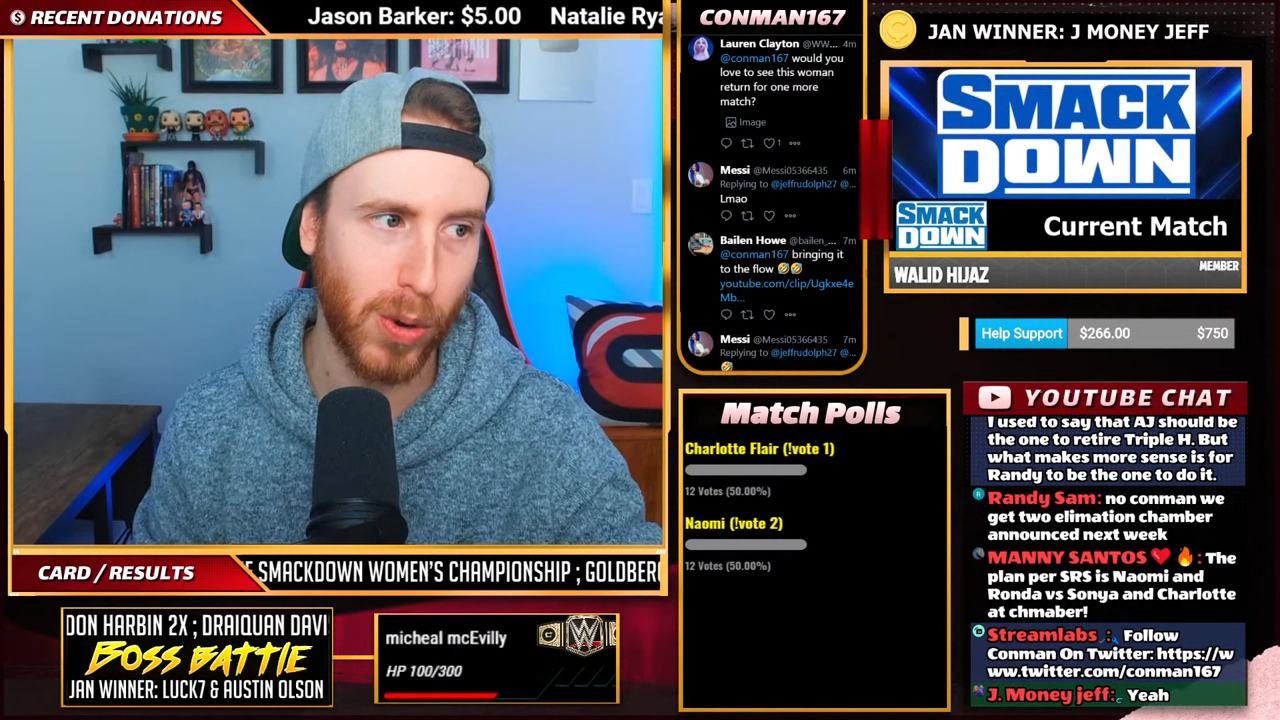 RECENT DONATIONS
Jason Barker: $5.00
Natalie Rya
CARD / RESULTS
SMACKDOWN WOMEN'S CHAMPIONSHIP ; GOLDBERG
DON HARBIN 2X ; DRAIQUAN DAVI
BOSS BATTLE
JAN WINNER: LUCK7 & AUSTIN OLSON
micheal mcEvilly
HP 100/300
CONMAN167
Lauren Clayton @WW... 4m
@conman167 would you
love to see this woman
return for one more
match?
Image
1
Messi @Messi05366435 6m
Replying to @jeffrudolph27 @...
Lmao
Bailen Howe @bailen_... 7m
@conman167 bringing it
to the flow 🤣🤣
youtube.com/clip/Ugkxe4e
Mb...
Messi @Messi05366435 7m
Replying to @jeffrudolph27 @...
🤣
Match Polls
Charlotte Flair (!vote 1)
12 Votes (50.00%)
Naomi (!vote 2)
12 Votes (50.00%)
JAN WINNER: J MONEY JEFF
SMACK
DOWN
SMACK
DOWN
Current Match
WALID HIJAZ
MEMBER
Help Support $266.00 $750
YOUTUBE CHAT
I used to say that AJ should be
the one to retire Triple H. But
what makes more sense is for
Randy to be the one to do it.
Randy Sam: no conman we
get two elimation chamber
announced next week
MANNY SANTOS ❤️ 🔥: The
plan per SRS is Naomi and
Ronda vs Sonya and Charlotte
at chmaber!
Streamlabs : Follow
Conman On Twitter: https://w
ww.twitter.com/conman167
J. Money jeff: Yeah